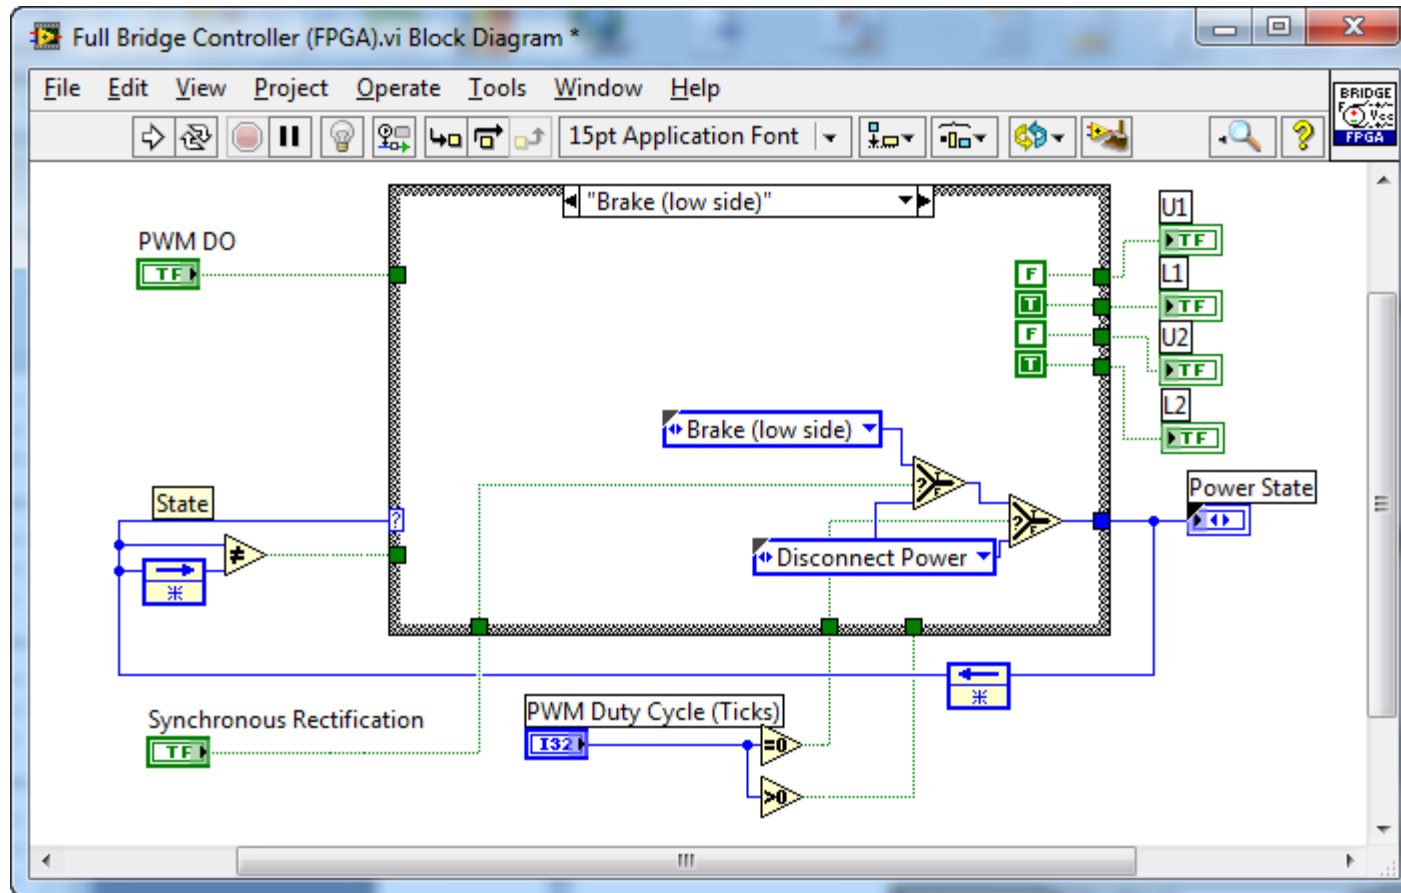 Full Bridge Controller (FPGA).vi Block Diagram *
File Edit View Project Operate Tools Window Help
15pt Application Font
BRIDGE
F
Vcc
FPGA
"Brake (low side)"
PWM DO
TF
U1
TF
F
L1
T
TF
F
U2
T
TF
L2
TF
Brake (low side)
? T F
State
?
≠
? T F
Power State
Disconnect Power
Synchronous Rectification
TF
PWM Duty Cycle (Ticks)
I32
=0
>0